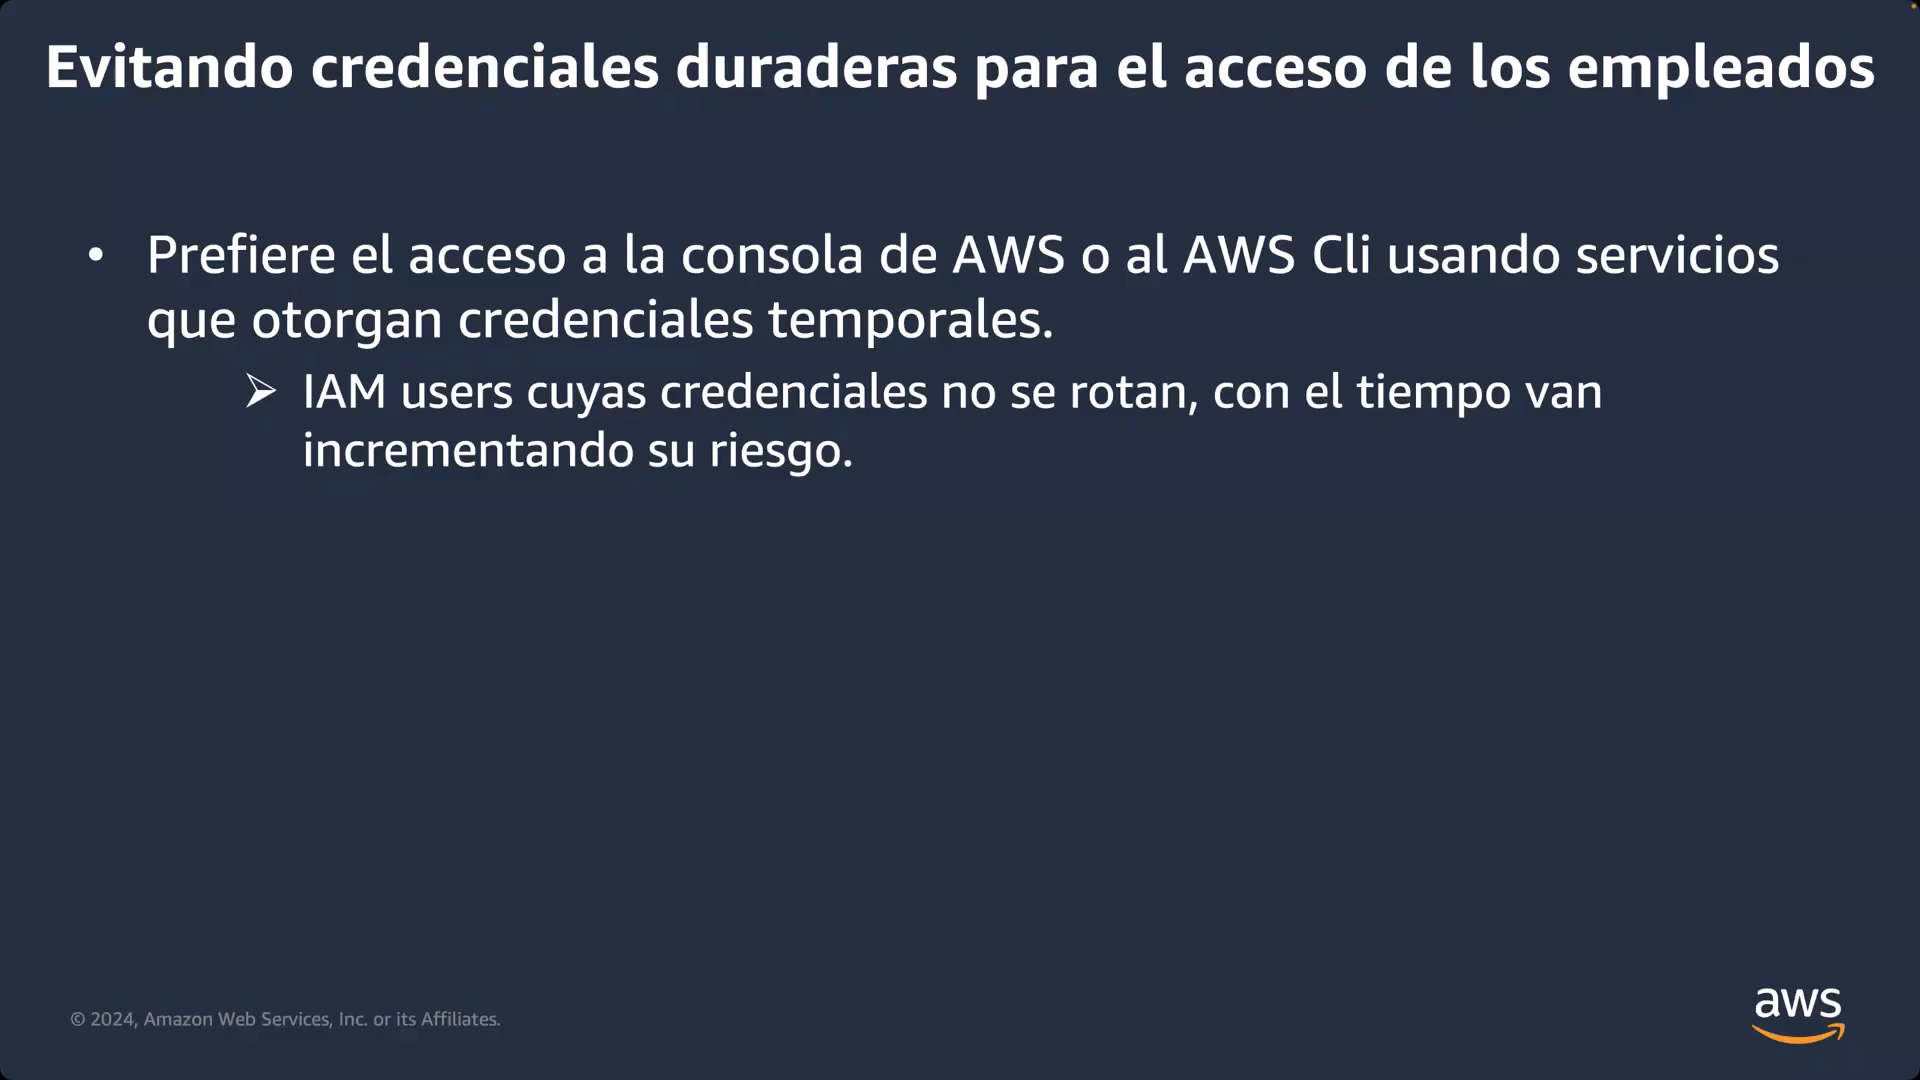 Evitando credenciales duraderas para el acceso de los empleados
• Prefiere el acceso a la consola de AWS o al AWS Cli usando servicios
que otorgan credenciales temporales.
➢ IAM users cuyas credenciales no se rotan, con el tiempo van
incrementando su riesgo.
© 2024, Amazon Web Services, Inc. or its Affiliates.
aws